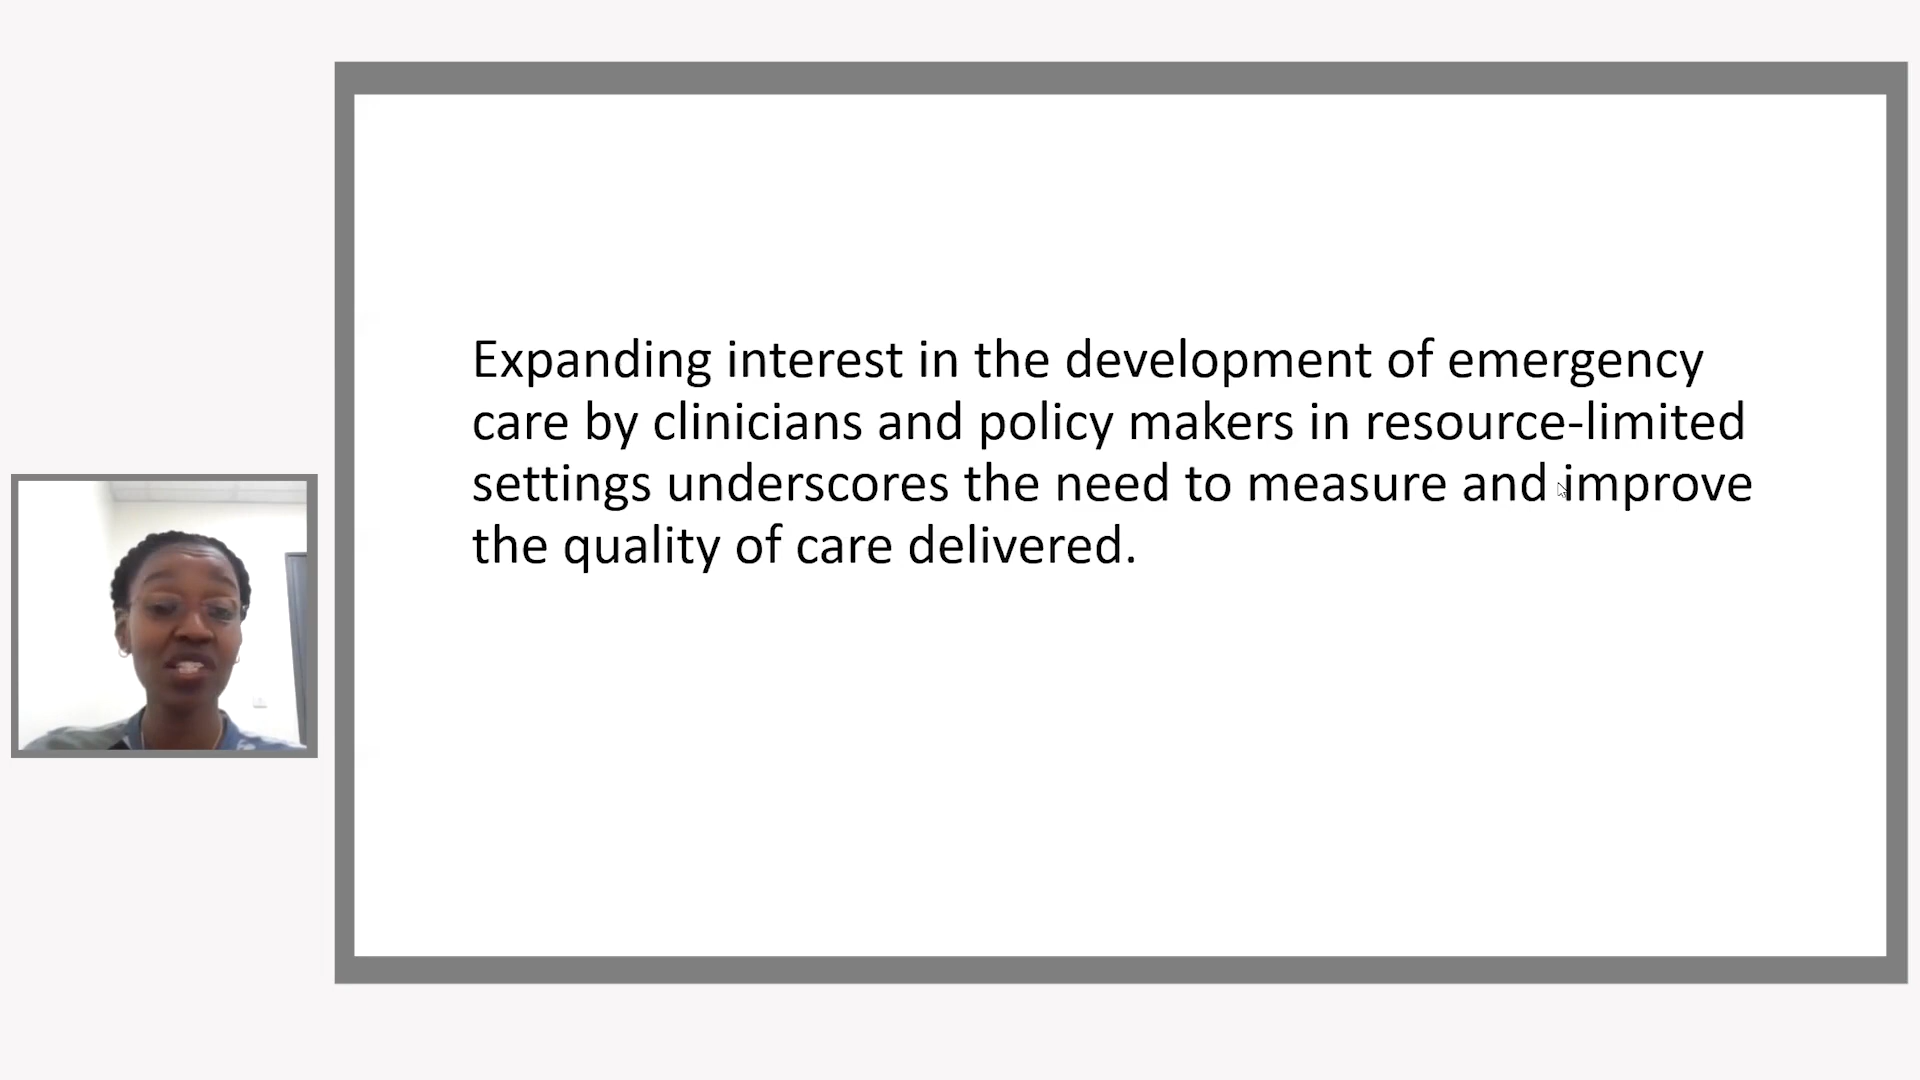 Expanding interest in the development of emergency
care by clinicians and policy makers in resource-limited
settings underscores the need to measure and improve
the quality of care delivered.